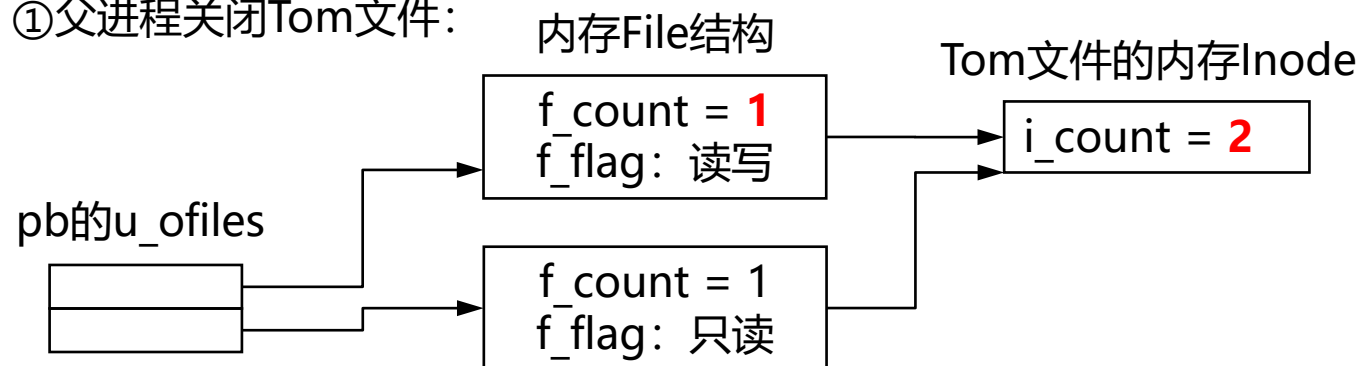 ①父进程关闭Tom文件：
内存File结构
Tom文件的内存Inode
f_count = 1
f_flag：读写
i_count = 2
pb的u_ofiles
f_count = 1
f_flag：只读